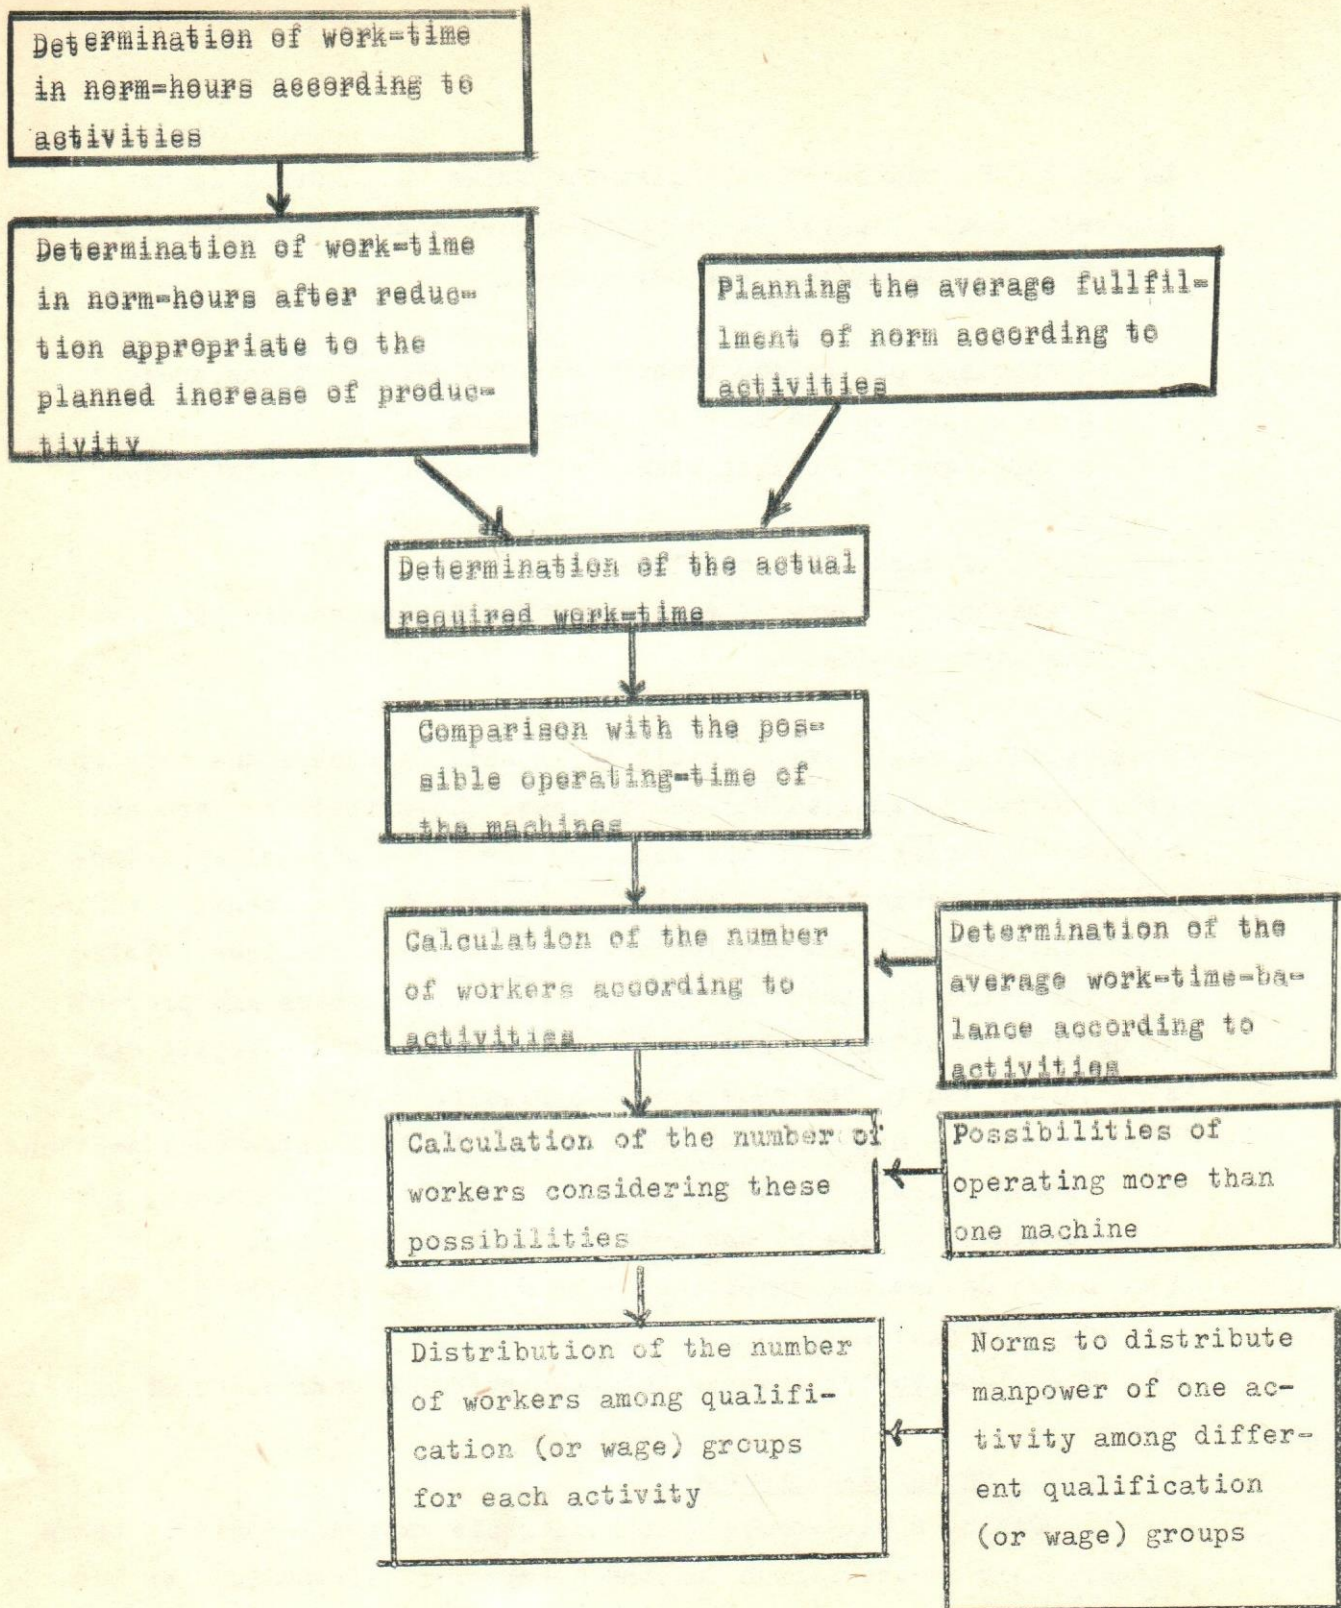 Determination of work-time
in norm-hours according to
activities
Determination of work-time
in norm-hours after reduc-
tion appropriate to the
planned increase of produc-
tivity
Planning the average fullfil-
lment of norm according to
activities
Determination of the actual
required work-time
Comparison with the pos-
sible operating-time of
the machines
Calculation of the number
of workers according to
activities
Determination of the
average work-time-ba-
lance according to
activities
Calculation of the number of
workers considering these
possibilities
Possibilities of
operating more than
one machine
Distribution of the number
of workers among qualifi-
cation (or wage) groups
for each activity
Norms to distribute
manpower of one ac-
tivity among differ-
ent qualification
(or wage) groups